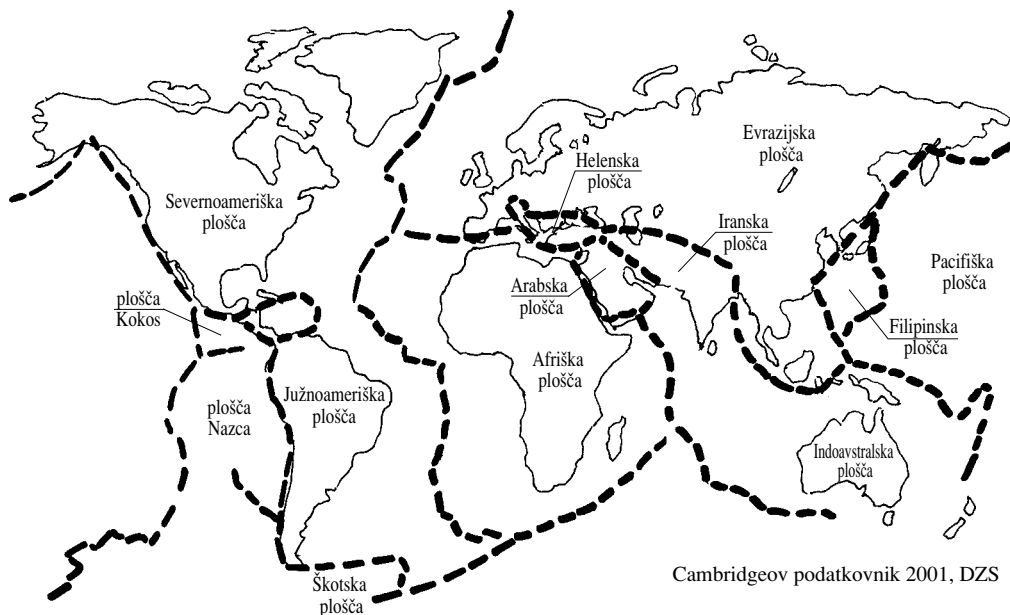 Evrazijska
plošča
Helenska
plošča
Severnoameriška
plošča
Iranska
plošča
Pacifiška
plošča
plošča
Kokos
Arabska
plošča
Filipinska
plošča
Afriška
plošča
Južnoameriška
plošča
plošča
Nazca
Indoavstralska
plošča
Škotska
plošča
Cambridgeov podatkovnik 2001, DZS